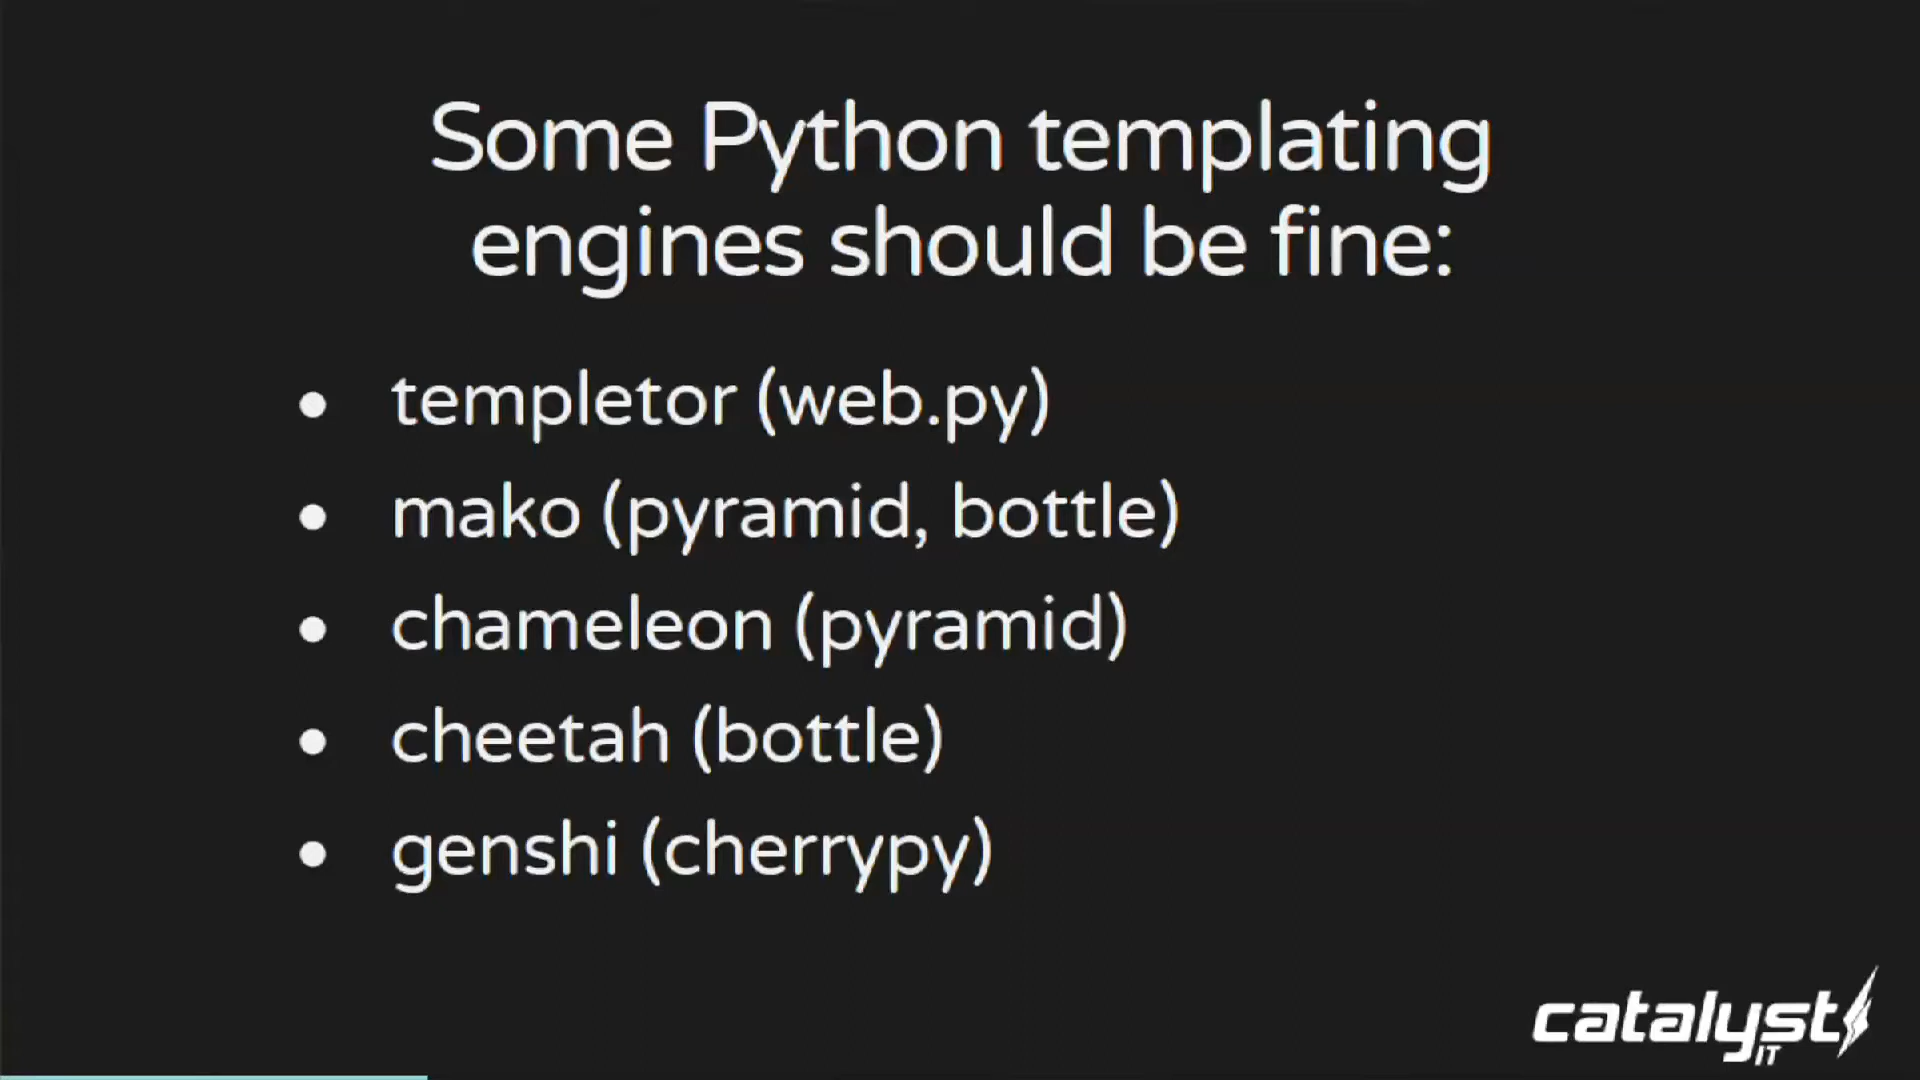 Some Python templating
engines should be fine:
• templetor (web.py)
• mako (pyramid, bottle)
• chameleon (pyramid)
• cheetah (bottle)
• genshi (cherrypy)
catalyst
IT